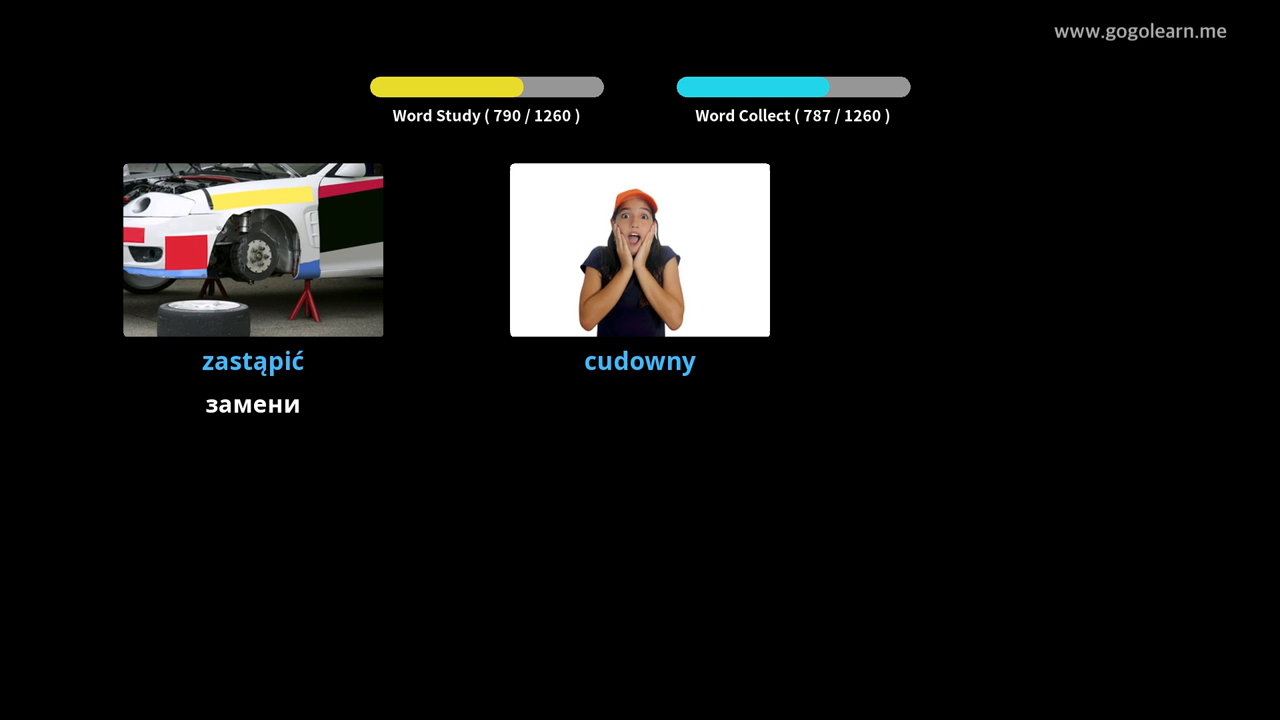 www.gogolearn.me
Word Study ( 790 / 1260 )
Word Collect ( 787 / 1260 )
zastąpić
cudowny
замени